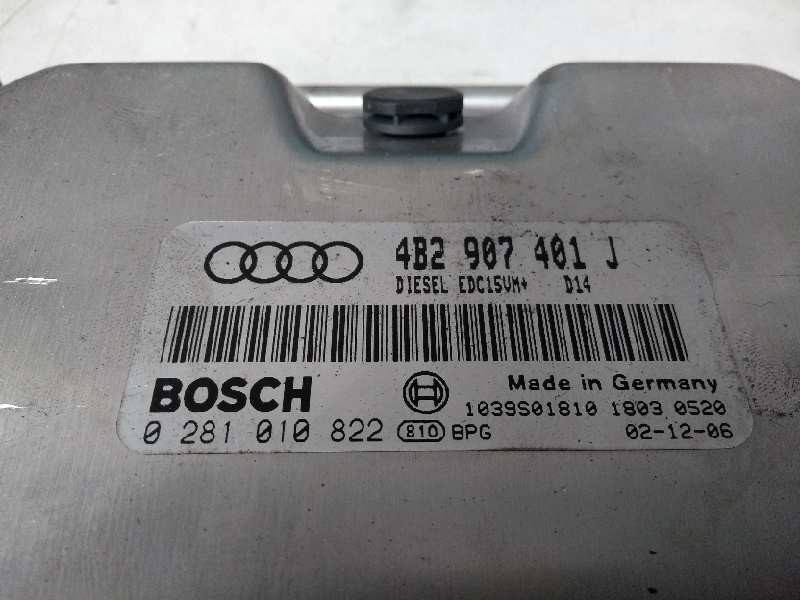 4B2 907 401 J
DIESEL EDC15VM+ D14
BOSCH
Made in Germany
1039S01810 1803 0520
0 281 010 822 810 BPG 02-12-06